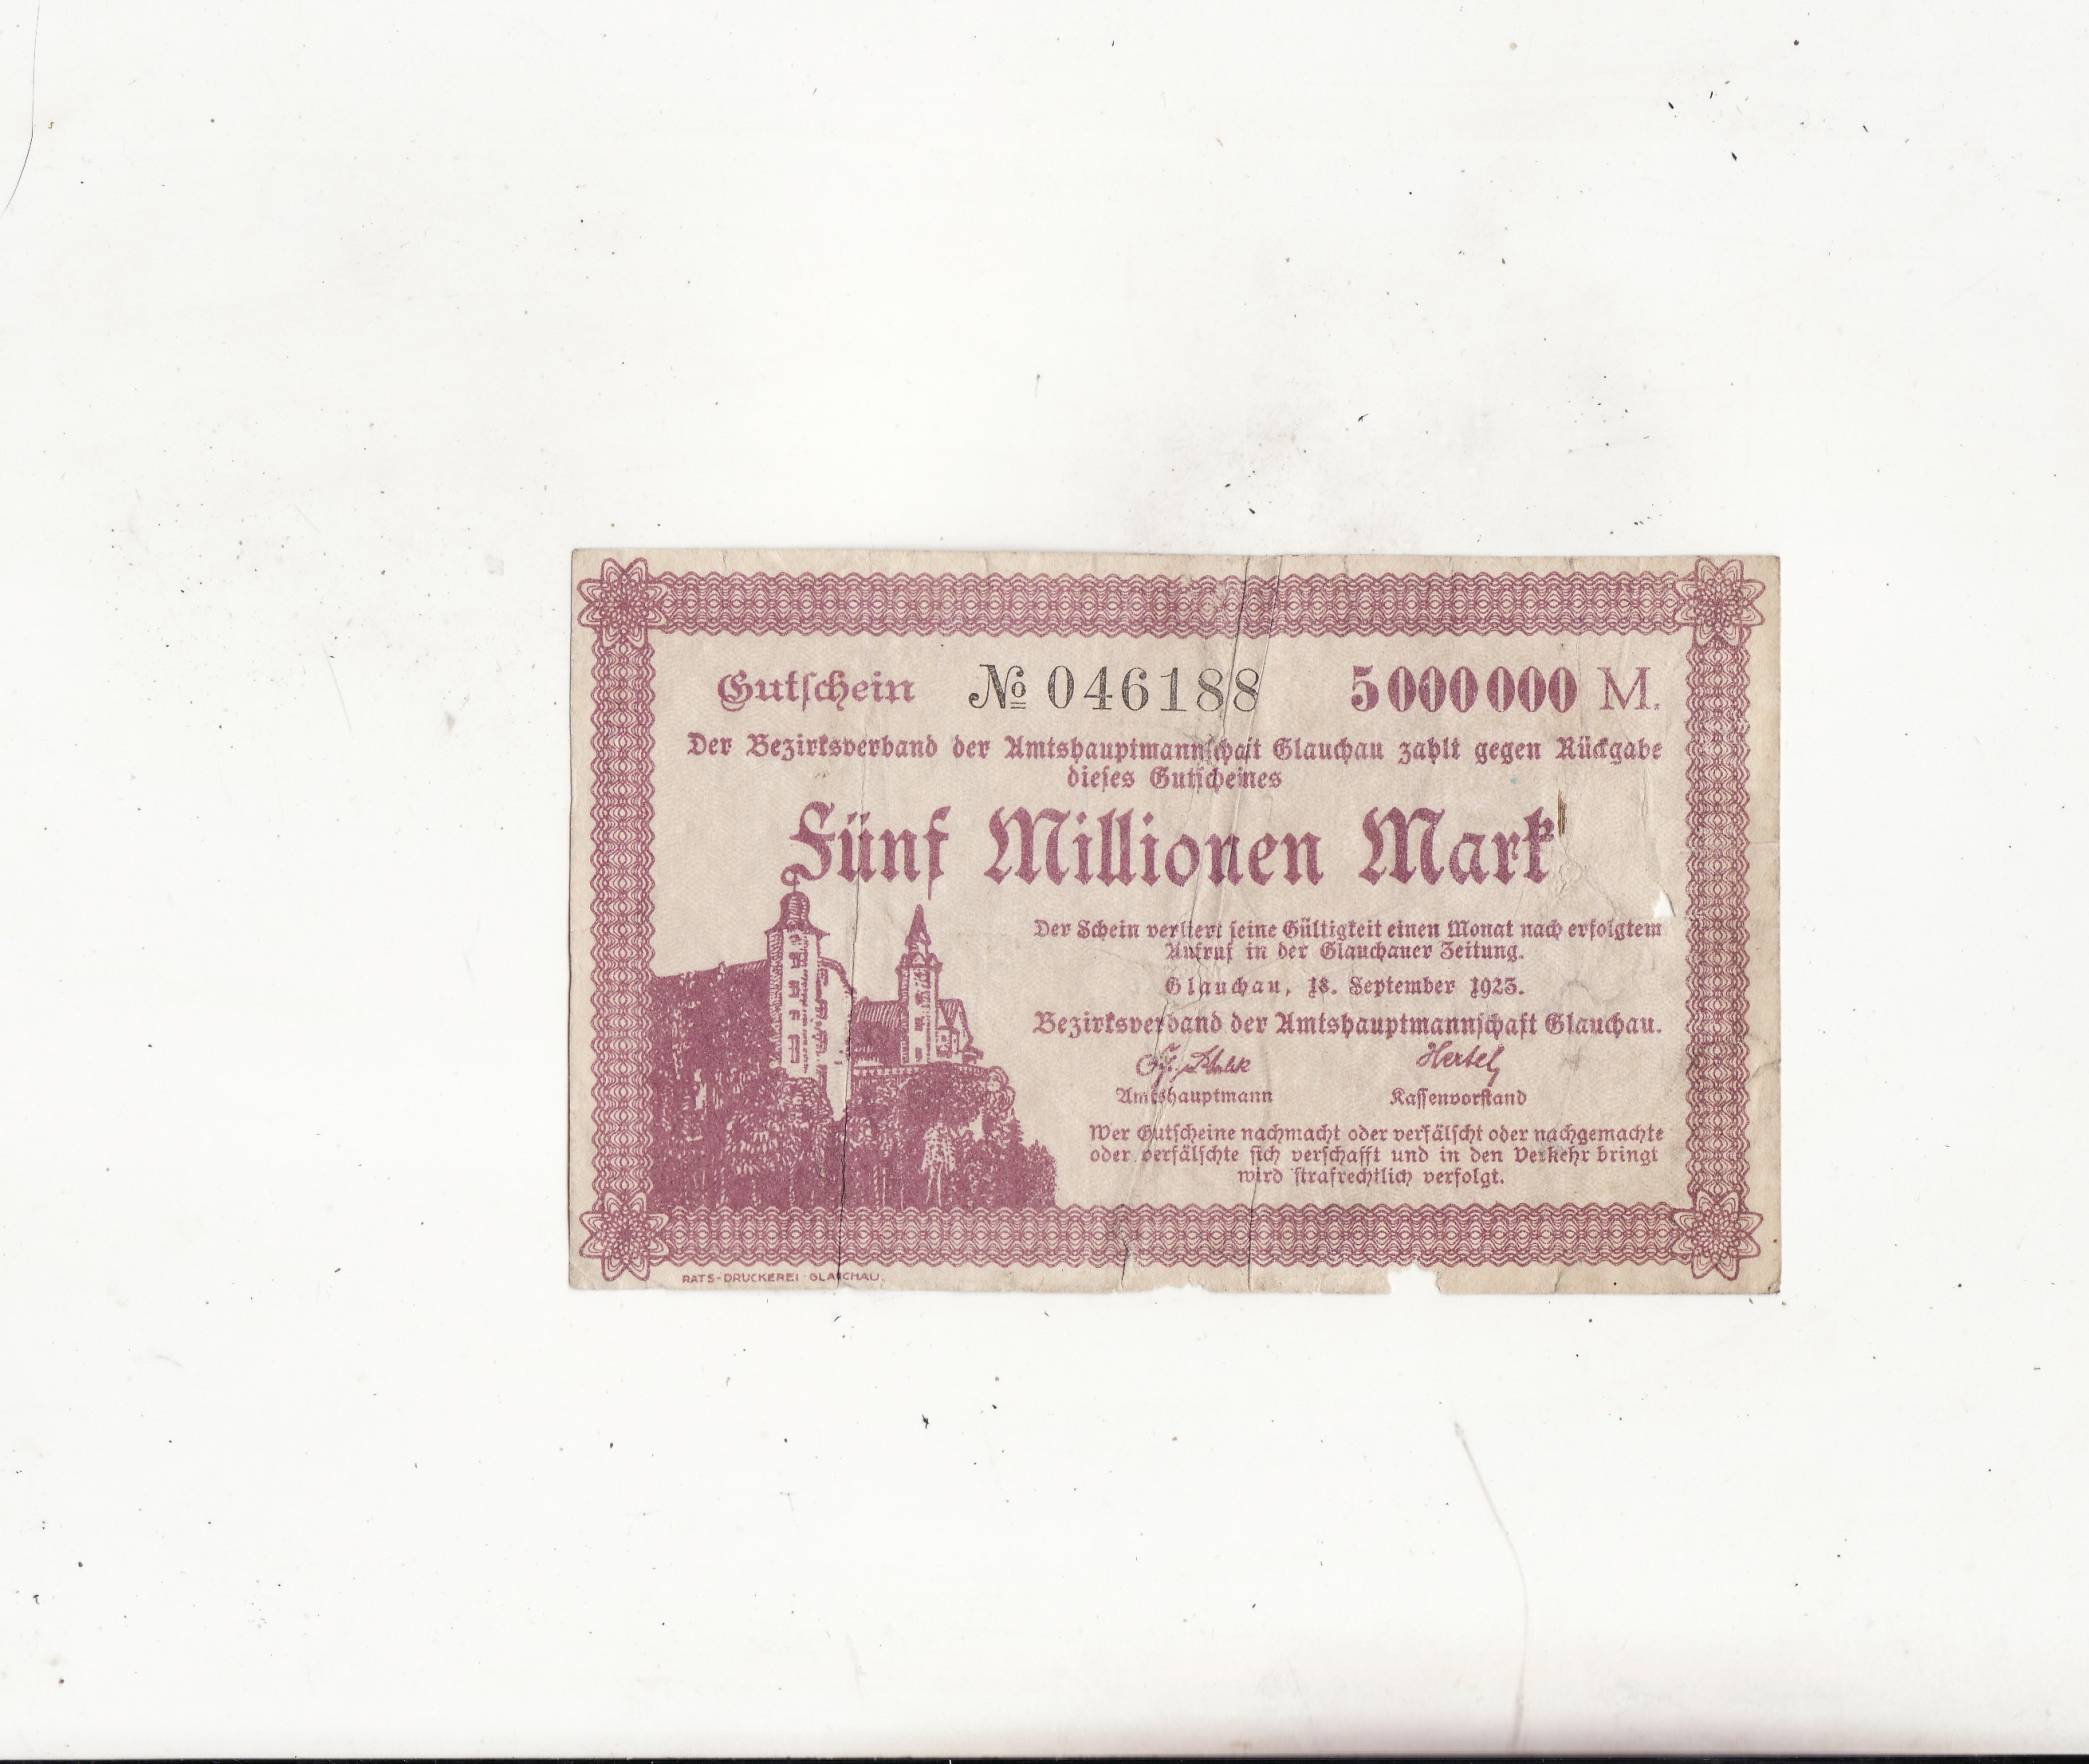 Gutschein № 046188 5000000 M.
Der Bezirksverband der Amtshauptmannschaft Glauchau zahlt gegen Rückgabe
dieses Gutscheines
Fünf Millionen Mark
Der Schein verliert seine Gültigkeit einen Monat nach erfolgtem
Aufruf in der Glauchauer Zeitung.
Glauchau, 18. September 1923.
Bezirksverband der Amtshauptmannschaft Glauchau.
Hertel
Amtshauptmann Kassenvorstand
Wer Gutscheine nachmacht oder verfälscht oder nachgemachte
oder verfälschte sich verschafft und in den Verkehr bringt
wird strafrechtlich verfolgt.
RATS-DRUCKEREI GLAUCHAU.